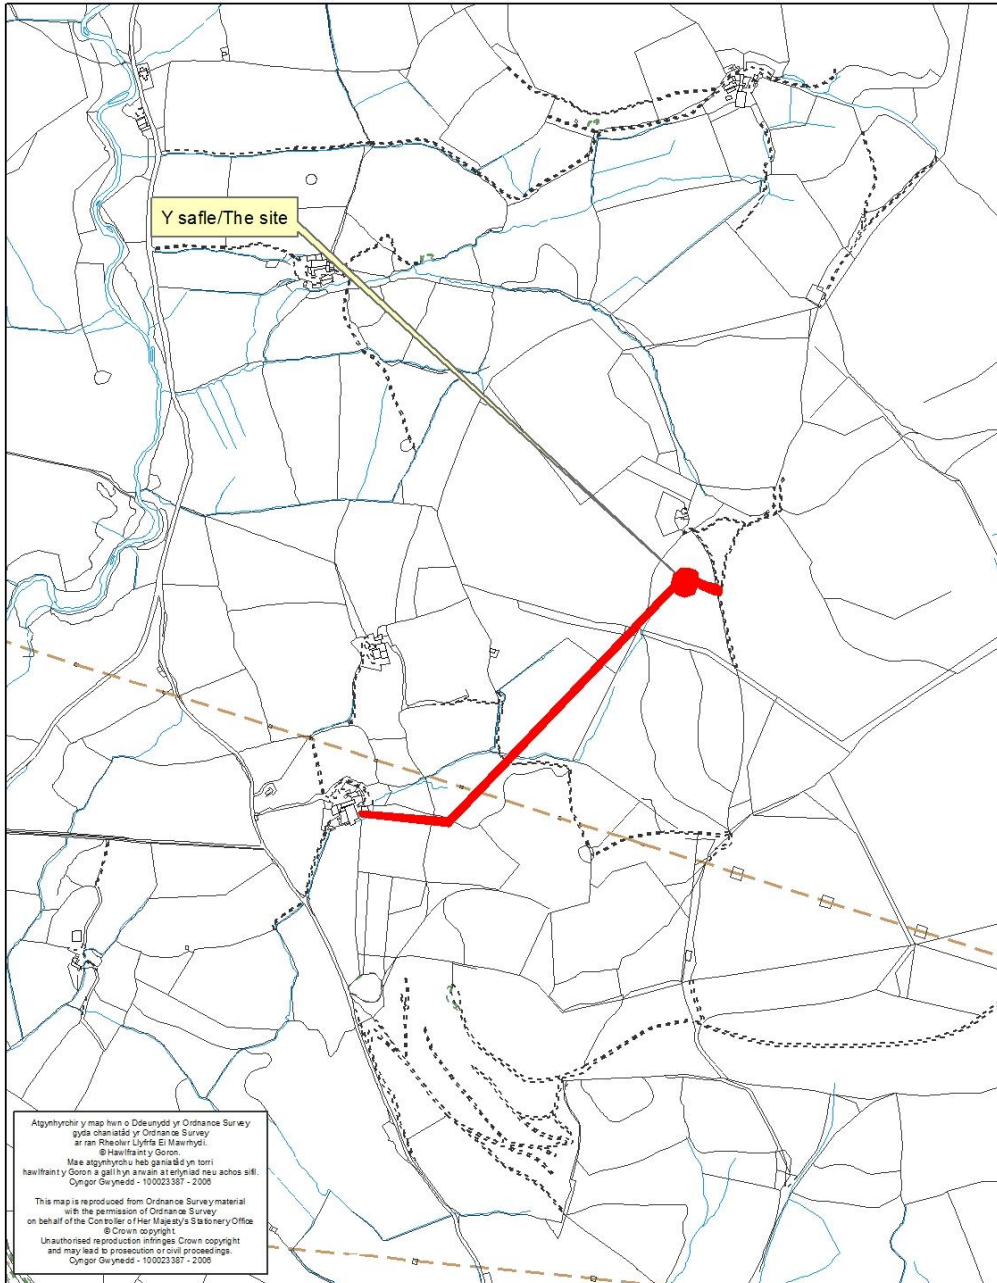 Y safle/The site
Atgynhyrchir y map hwn o Ddeunydd yr Ordnance Survey
gyda chaniatâd yr Ordnance Survey
ar ran Rheolwr Llyfrfa Ei Mawrhydi.
© Hawlfraint y Goron.
Mae atgynhyrchu heb ganiatâd yn torri
hawlfraint y Goron a gall hyn arwain at erlyniad neu achos sifil.
Cyngor Gwynedd - 100023387 - 2006
This map is reproduced from Ordnance Survey material
with the permission of Ordnance Survey
on behalf of the Controller of Her Majesty's Stationery Office
© Crown copyright.
Unauthorised reproduction infringes Crown copyright
and may lead to prosecution or civil proceedings.
Cyngor Gwynedd - 100023387 - 2006